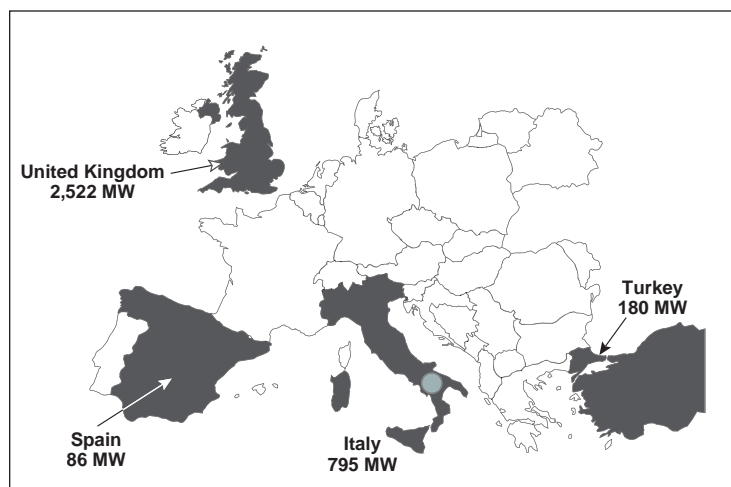 United Kingdom
2,522 MW
Turkey
180 MW
Spain
86 MW
Italy
795 MW